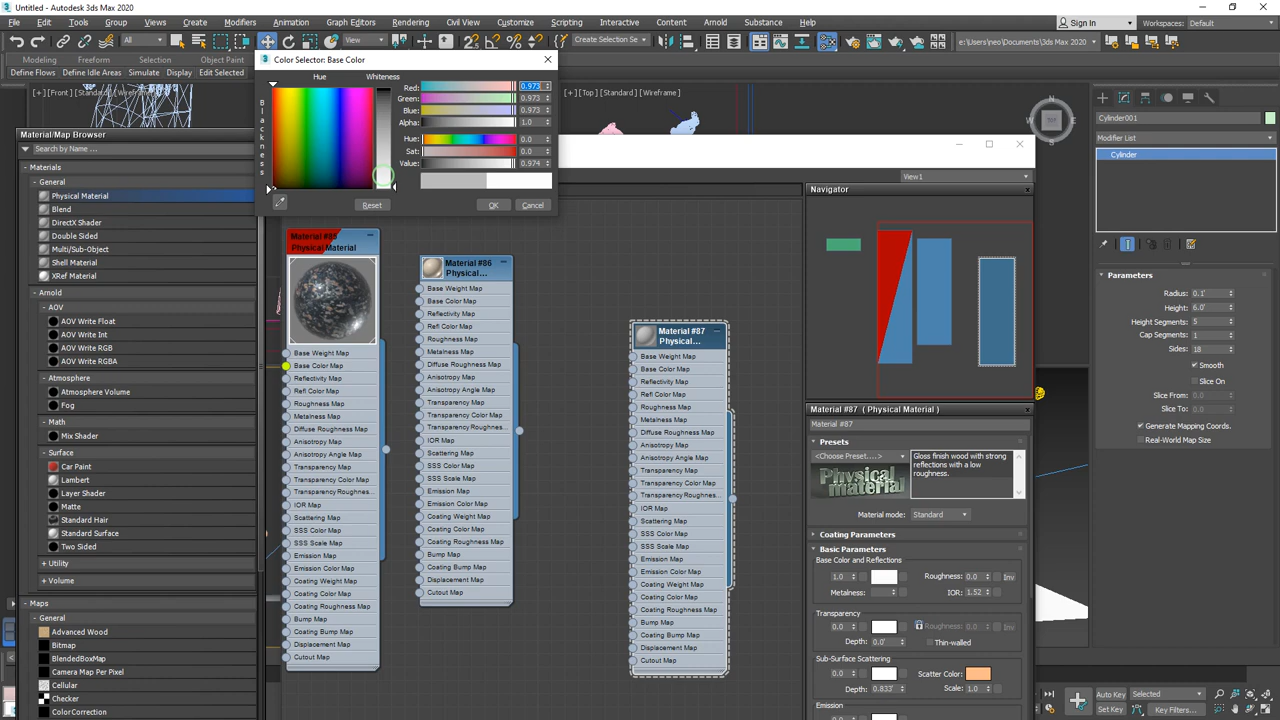 Untitled - Autodesk 3ds Max 2020
File Edit Tools Group Views Create Modifiers Animation Graph Editors Rendering Civil View Customize Scripting Interactive Content Arnold Substance Help
Sign In Workspaces: Default
All View Create Selection Se e:\Users\neo\Documents\3ds Max 2020
Modeling Freeform Selection Object Paint
Define Flows Define Idle Areas Simulate Display Edit Selected
Color Selector: Base Color
Hue Whiteness
Blackness
Red: 0.973
Green: 0.973
Blue: 0.973
Alpha: 1.0
Hue: 0.0
Sat: 0.0
Value: 0.974
Reset OK Cancel
[+] [Front] [Standard] [Wireframe]
[+] [Top] [Standard] [Wireframe]
N
W
S
Material/Map Browser
Search by Name ...
- Materials
- General
Physical Material
Blend
DirectX Shader
Double Sided
Multi/Sub-Object
Shell Material
XRef Material
- Arnold
- AOV
AOV Write Float
AOV Write Int
AOV Write RGB
AOV Write RGBA
- Atmosphere
Atmosphere Volume
Fog
- Math
Mix Shader
- Surface
Car Paint
Lambert
Layer Shader
Matte
Standard Hair
Standard Surface
Two Sided
+ Utility
+ Volume
- Maps
- General
Advanced Wood
Bitmap
BlendedBoxMap
Camera Map Per Pixel
Cellular
Checker
ColorCorrection
Material #85
Physical Material
Base Weight Map
Base Color Map
Reflectivity Map
Refl Color Map
Roughness Map
Metalness Map
Diffuse Roughness Map
Anisotropy Map
Anisotropy Angle Map
Transparency Map
Transparency Color Map
Transparency Roughnes...
IOR Map
Scattering Map
SSS Color Map
SSS Scale Map
Emission Map
Emission Color Map
Coating Weight Map
Coating Color Map
Coating Roughness Map
Bump Map
Coating Bump Map
Displacement Map
Cutout Map
Material #86
Physical...
Base Weight Map
Base Color Map
Reflectivity Map
Refl Color Map
Roughness Map
Metalness Map
Diffuse Roughness Map
Anisotropy Map
Anisotropy Angle Map
Transparency Map
Transparency Color Map
Transparency Roughnes...
IOR Map
Scattering Map
SSS Color Map
SSS Scale Map
Emission Map
Emission Color Map
Coating Weight Map
Coating Color Map
Coating Roughness Map
Bump Map
Coating Bump Map
Displacement Map
Cutout Map
Material #87
Physical...
Base Weight Map
Base Color Map
Reflectivity Map
Refl Color Map
Roughness Map
Metalness Map
Diffuse Roughness Map
Anisotropy Map
Anisotropy Angle Map
Transparency Map
Transparency Color Map
Transparency Roughnes...
IOR Map
Scattering Map
SSS Color Map
SSS Scale Map
Emission Map
Emission Color Map
Coating Weight Map
Coating Color Map
Coating Roughness Map
Bump Map
Coating Bump Map
Displacement Map
Cutout Map
View1
Navigator
Material #87 ( Physical Material )
Material #87
Presets
<Choose Preset....>
Gloss finish wood with strong
reflections with a low
roughness.
Physical
material
Material mode: Standard
Coating Parameters
Basic Parameters
Base Color and Reflections
1.0 Roughness: 0.0 Inv
Metalness: IOR: 1.52
Transparency
0.0 Roughness: 0.0 Inv
Depth: 0.0' Thin-walled
Sub-Surface Scattering
0.0 Scatter Color:
Depth: 0.833' Scale: 1.0
Emission
Cylinder001
Modifier List
Cylinder
Parameters
Radius: 0.1'
Height: 6.0'
Height Segments: 5
Cap Segments: 1
Sides: 18
Smooth
Slice On
Slice From: 0.0
Slice To: 0.0
Generate Mapping Coords.
Real-World Map Size
Auto Key Selected
Set Key Key Filters...